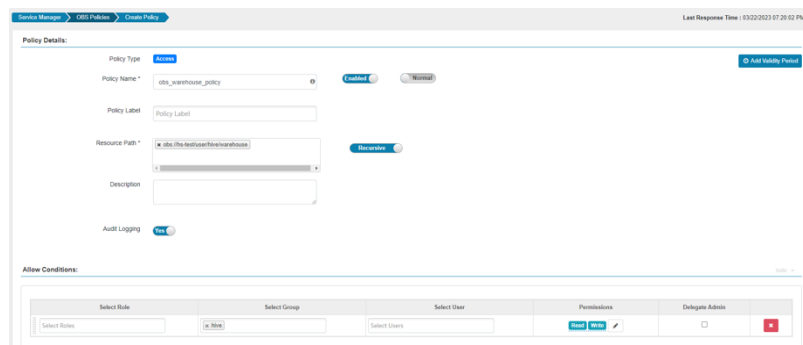 Service Manager OBS Policies Create Policy Last Response Time : 03/22/2023 07:20:02 PM
Policy Details:
Policy Type Access Add Validity Period
Policy Name * obs_warehouse_policy Enabled Normal
Policy Label Policy Label
Resource Path * × obs://hs-test/user/hive/warehouse Recursive
Description
Audit Logging Yes
Allow Conditions:
Select Role Select Group Select User Permissions Delegate Admin
Select Roles × hive Select Users Read Write ×